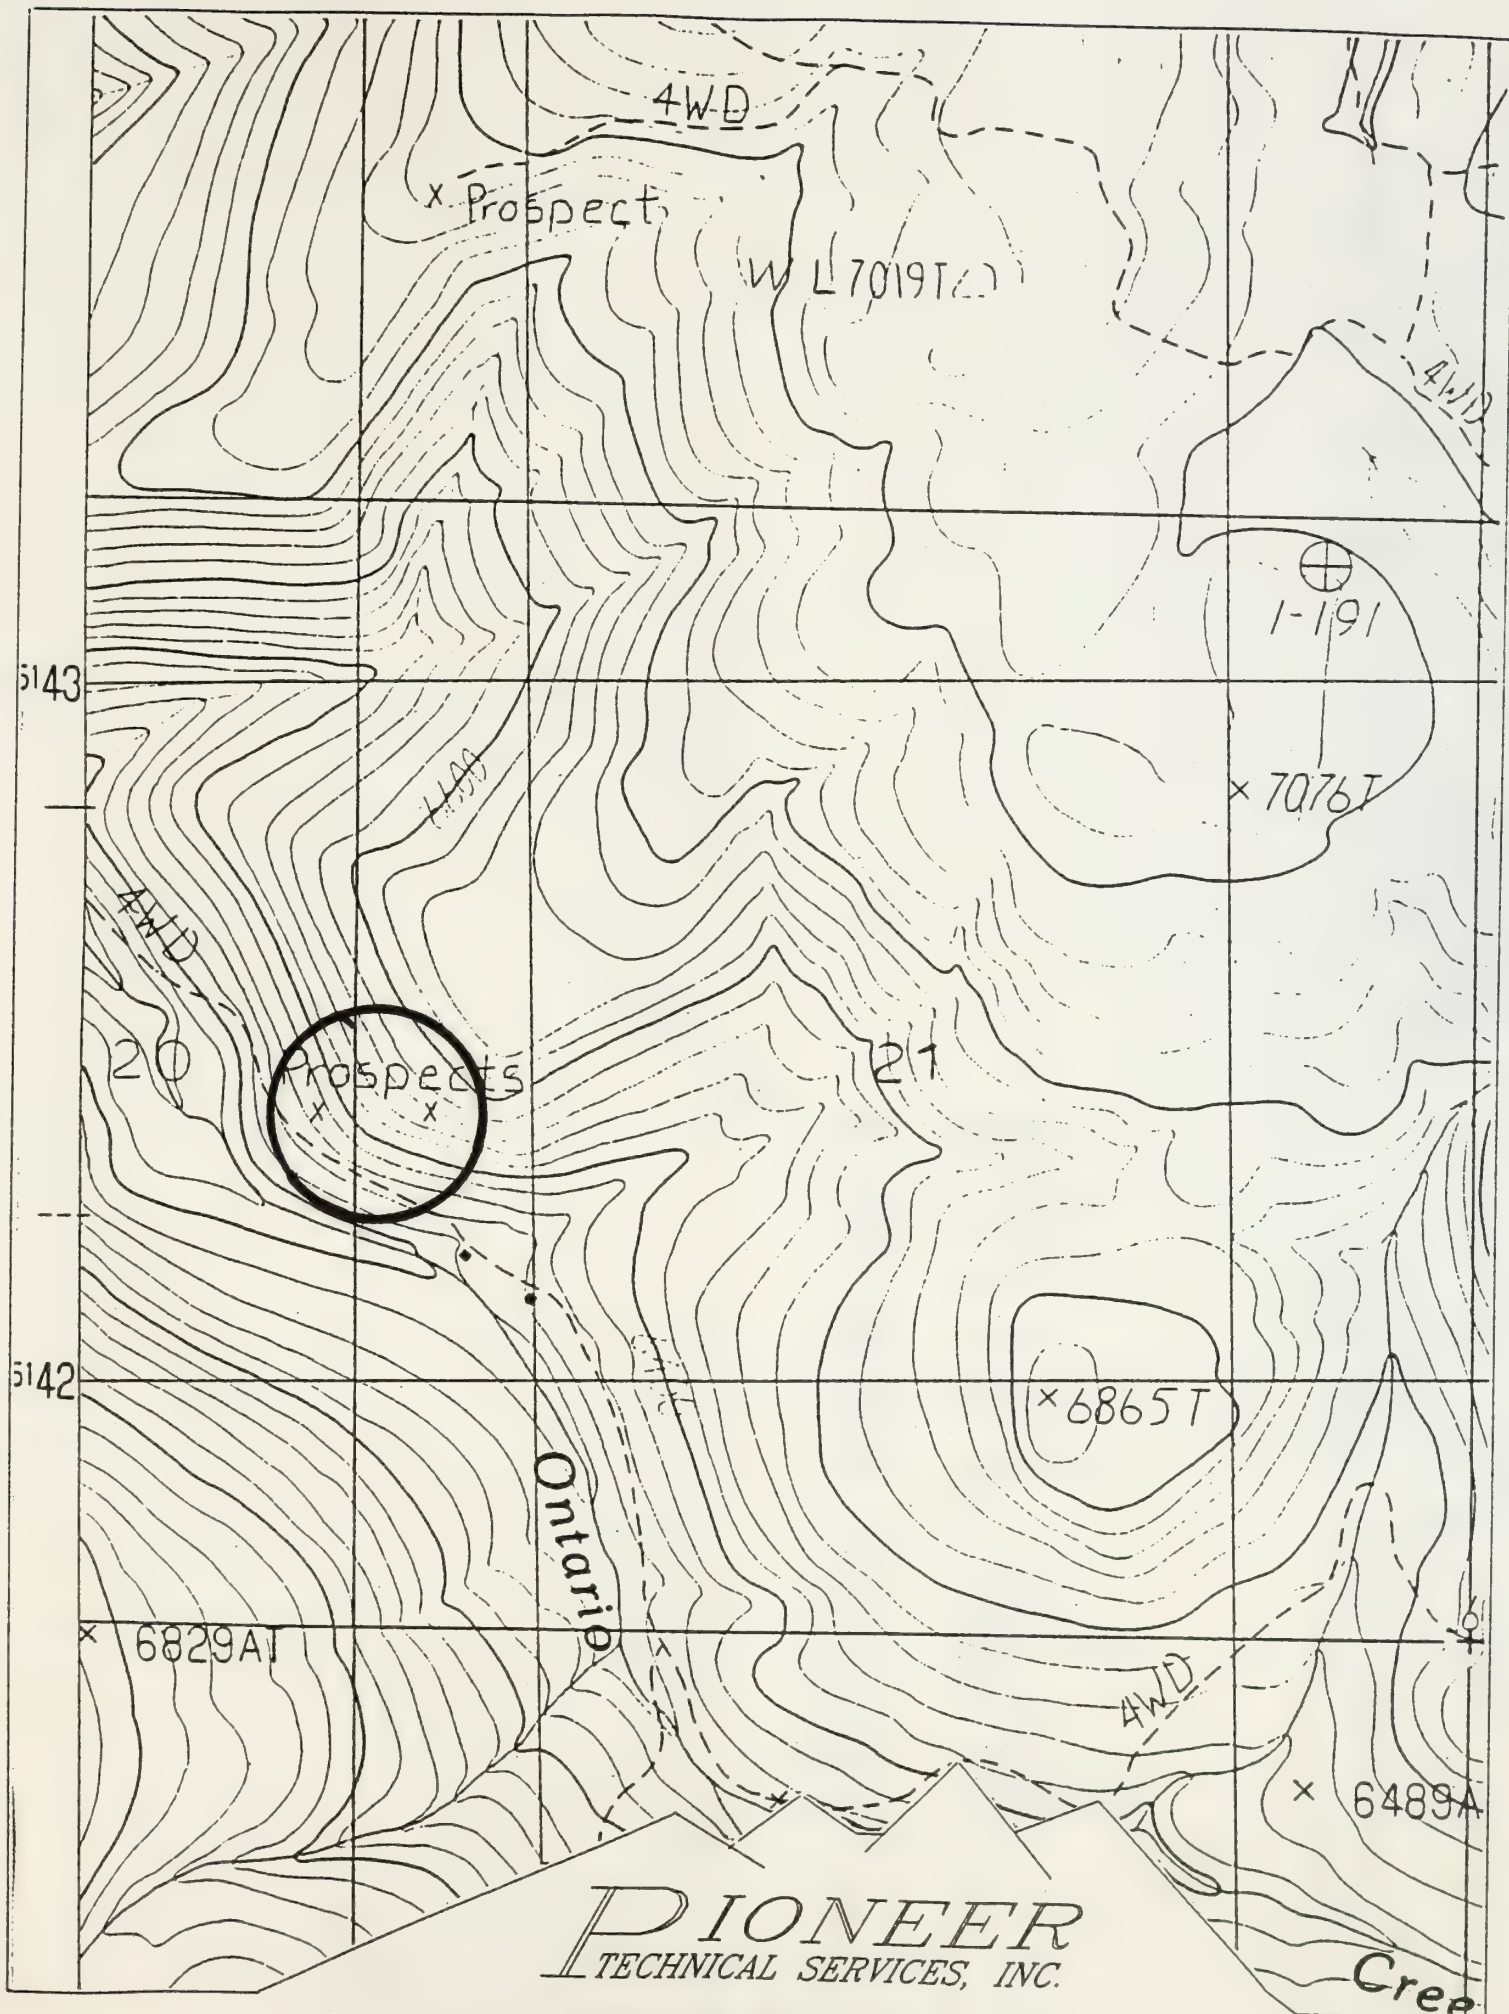 4WD
x Prospect
W L 7019T
4WD
1-191
5143
x 7076T
4WD
20
Prospects
x x
21
5142
x 6865T
Ontario
x 6829AT
4WD
x 6489A
PIONEER
TECHNICAL SERVICES, INC.
Cree